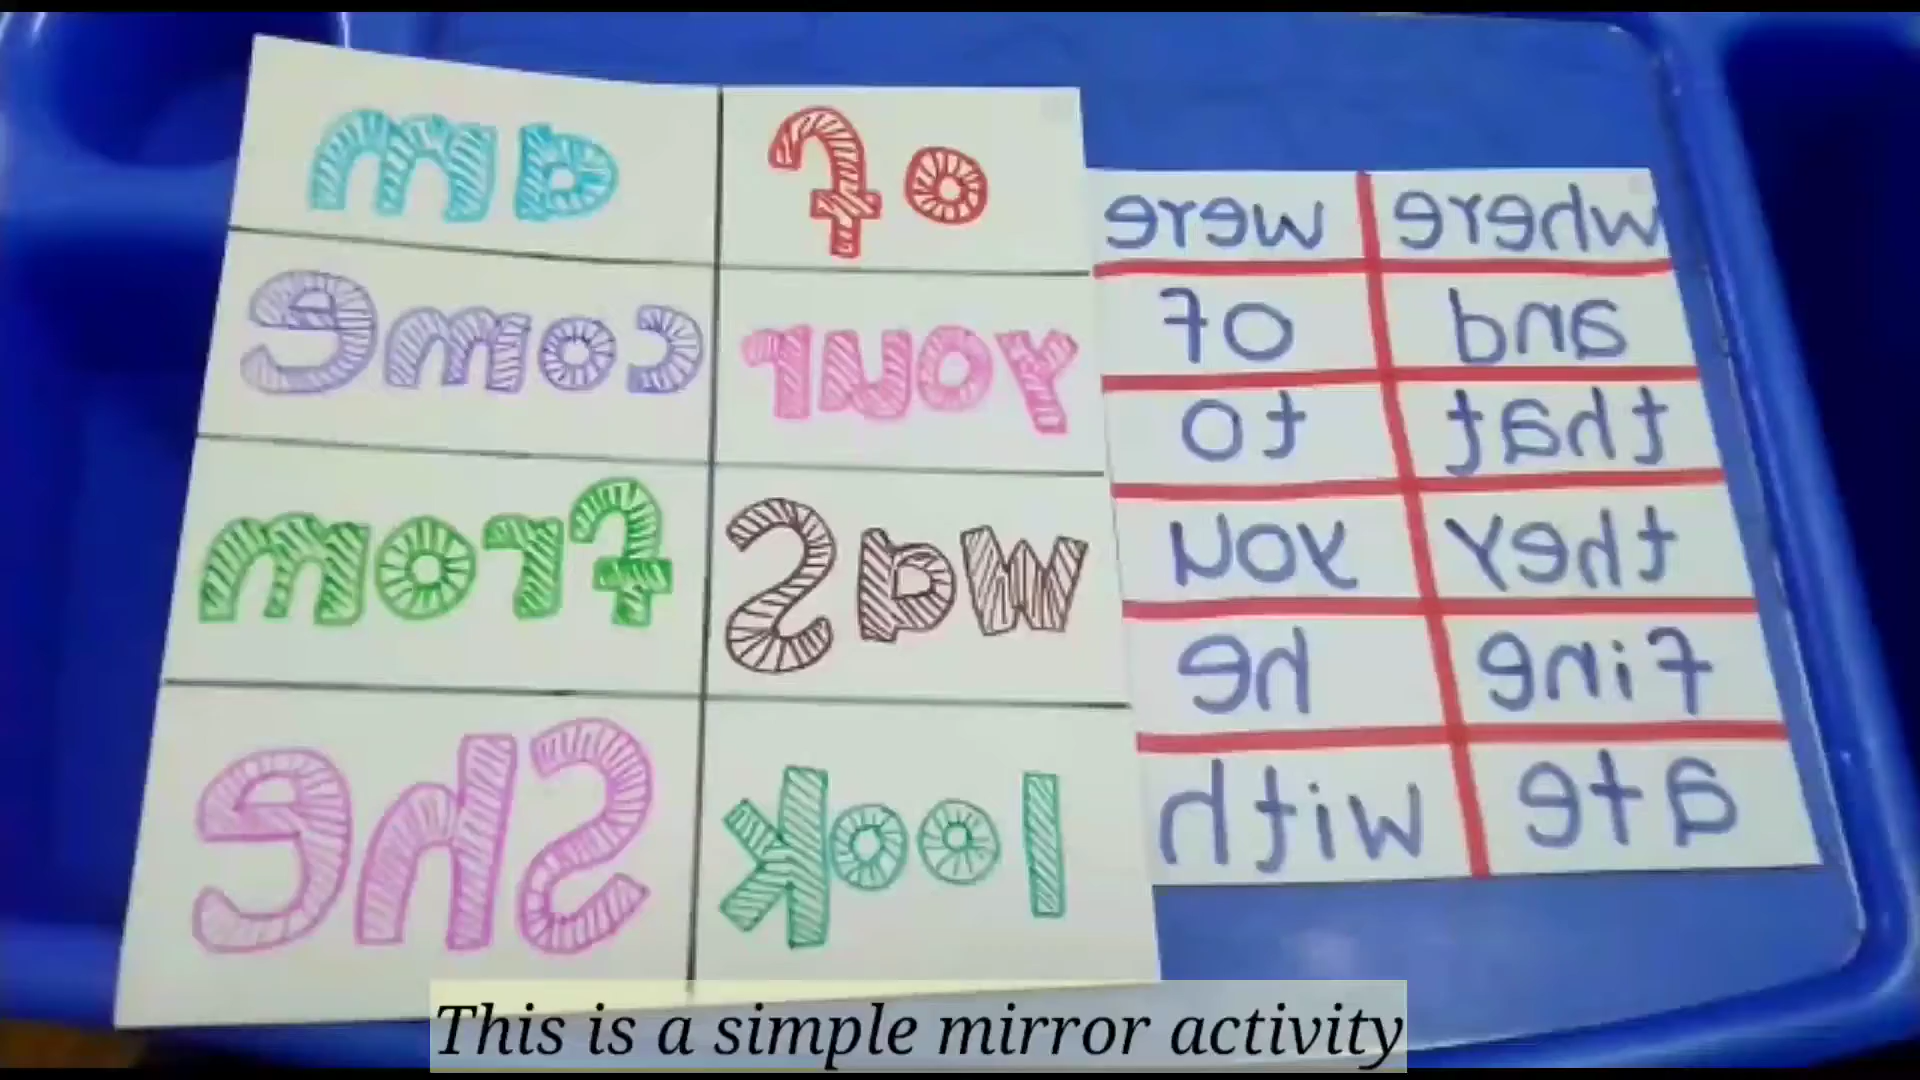 am of
come your
from was
she look
were where
of and
to that
you they
he fine
with ate
This is a simple mirror activity